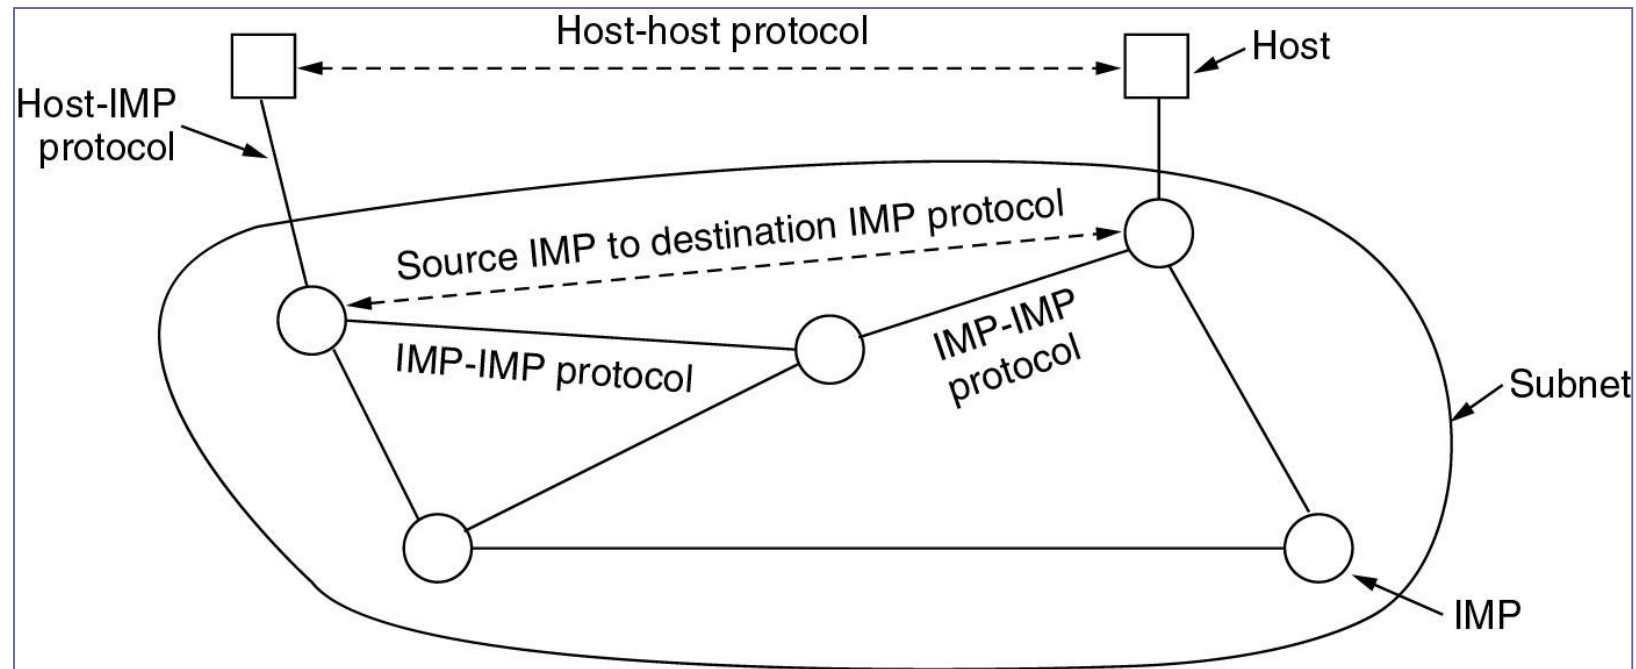 Host-host protocol
Host
Host-IMP
protocol
Source IMP to destination IMP protocol
IMP-IMP protocol
IMP-IMP
protocol
Subnet
IMP